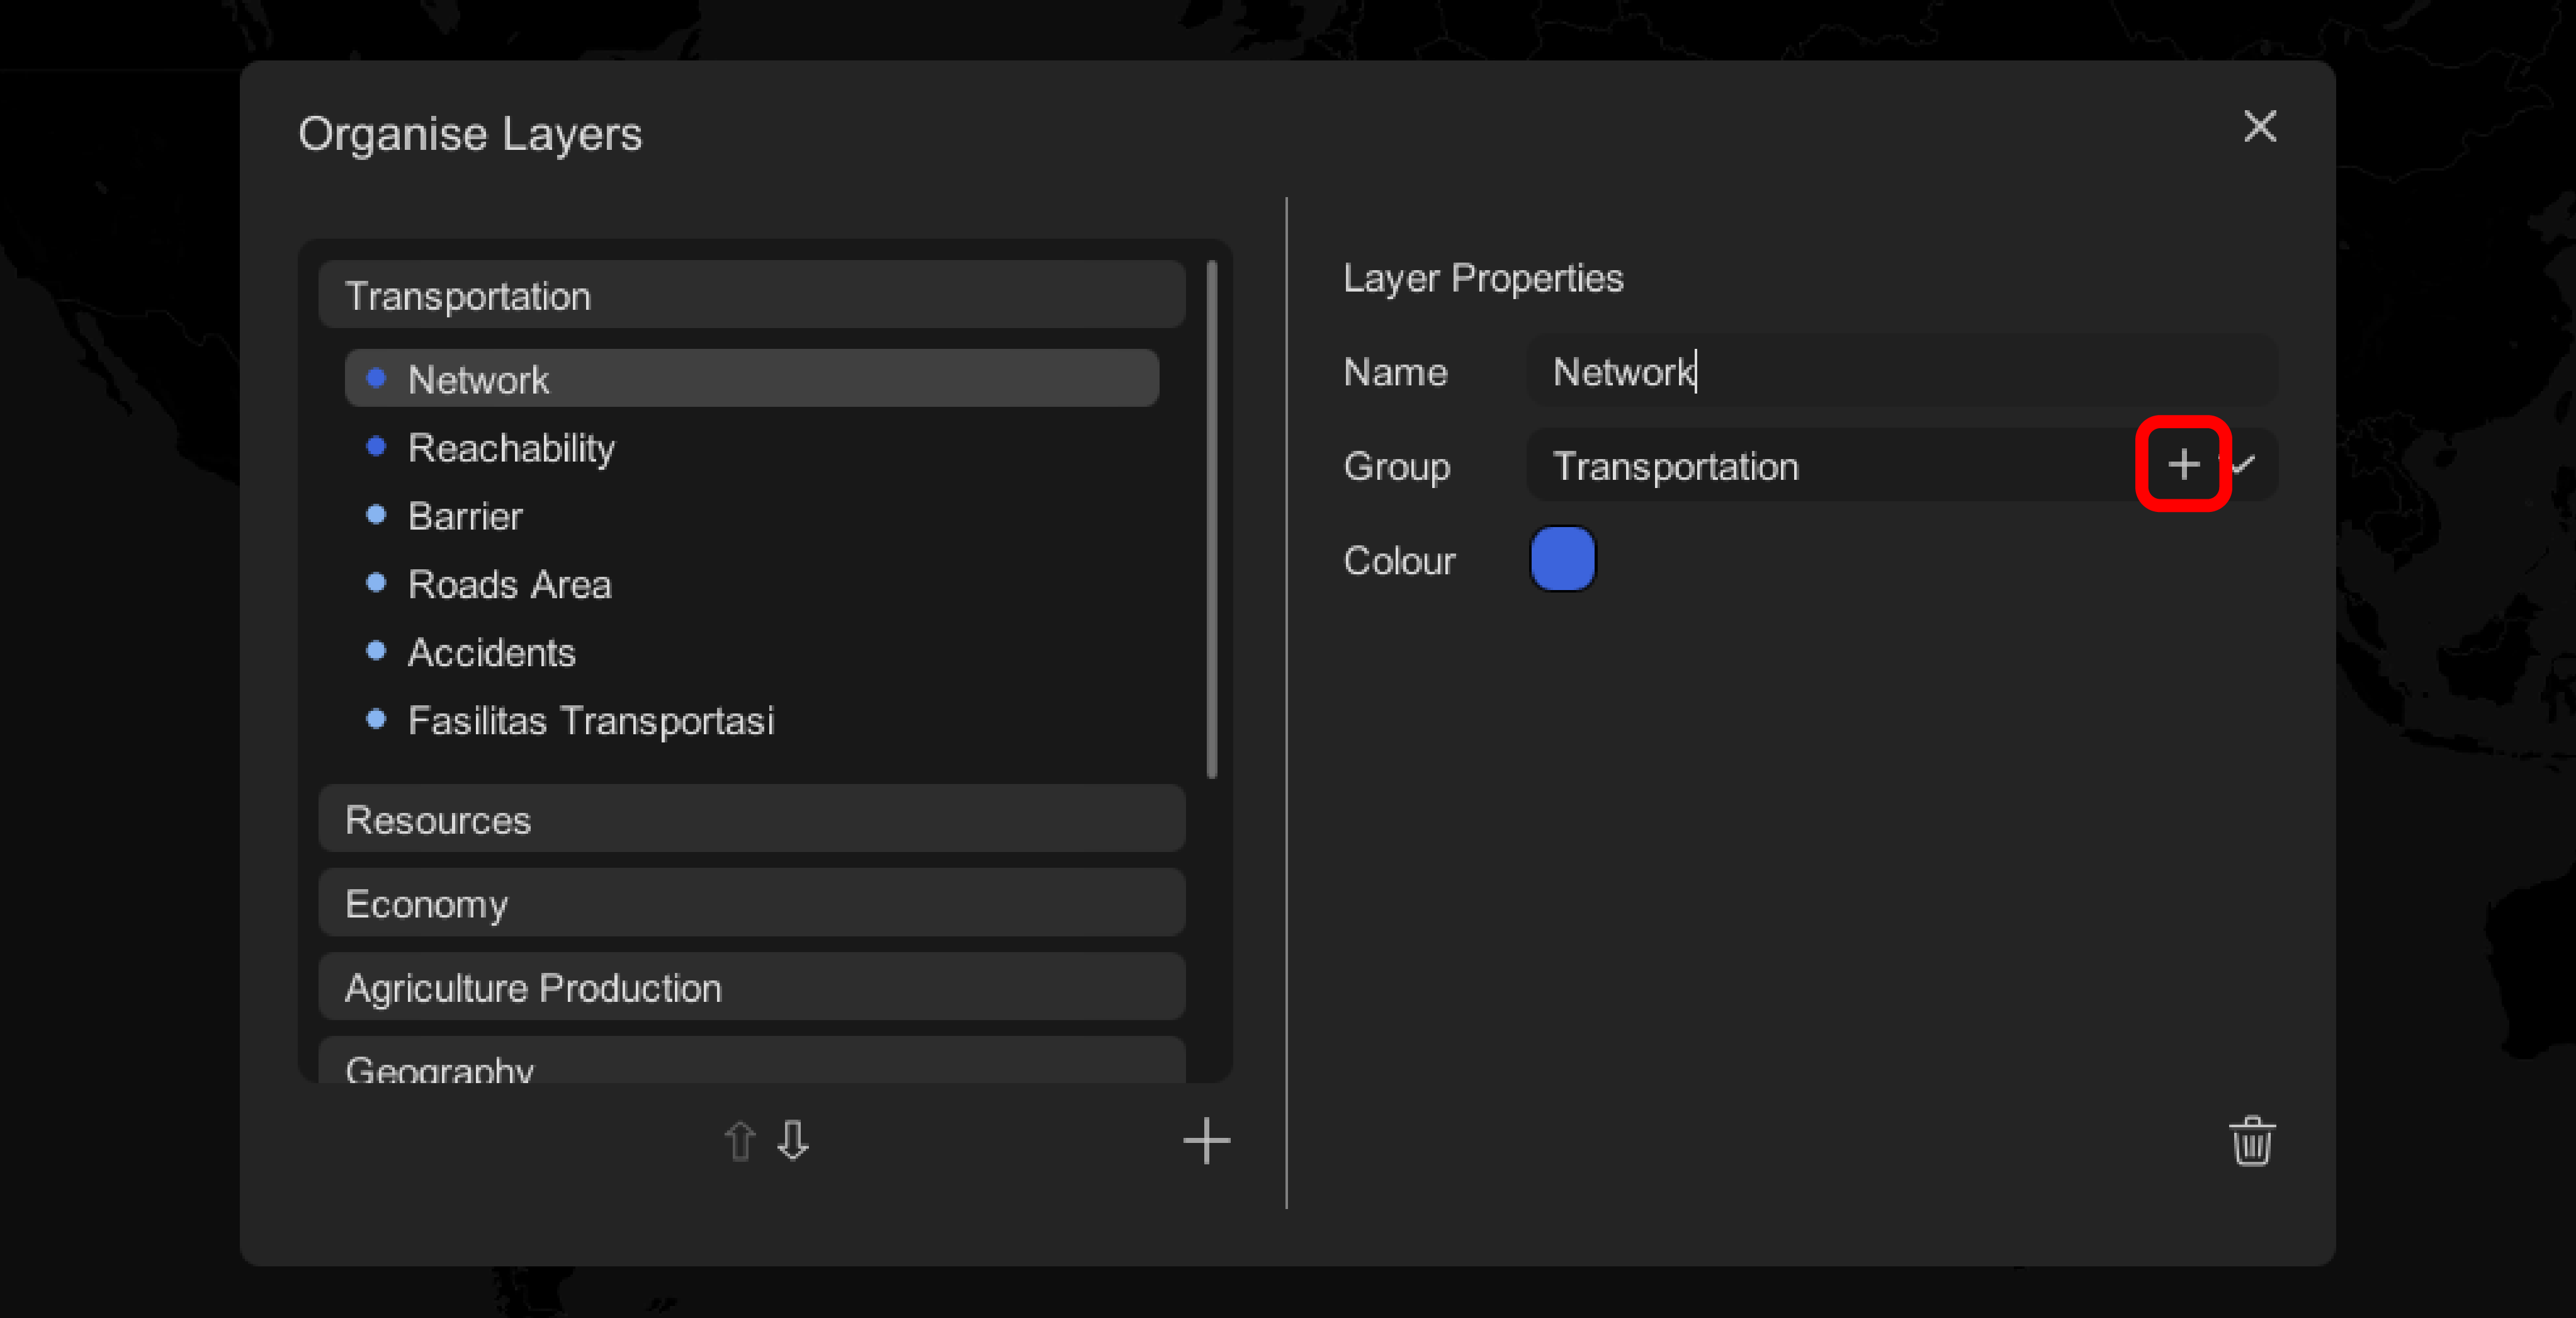 Organise Layers
Transportation
Network
Reachability
Barrier
Roads Area
Accidents
Fasilitas Transportasi
Resources
Economy
Agriculture Production
Geography
Layer Properties
Name Network
Group Transportation
Colour